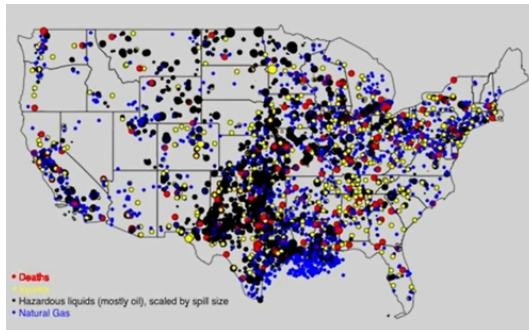 • Deaths
• Injuries
• Hazardous liquids (mostly oil), scaled by spill size
• Natural Gas